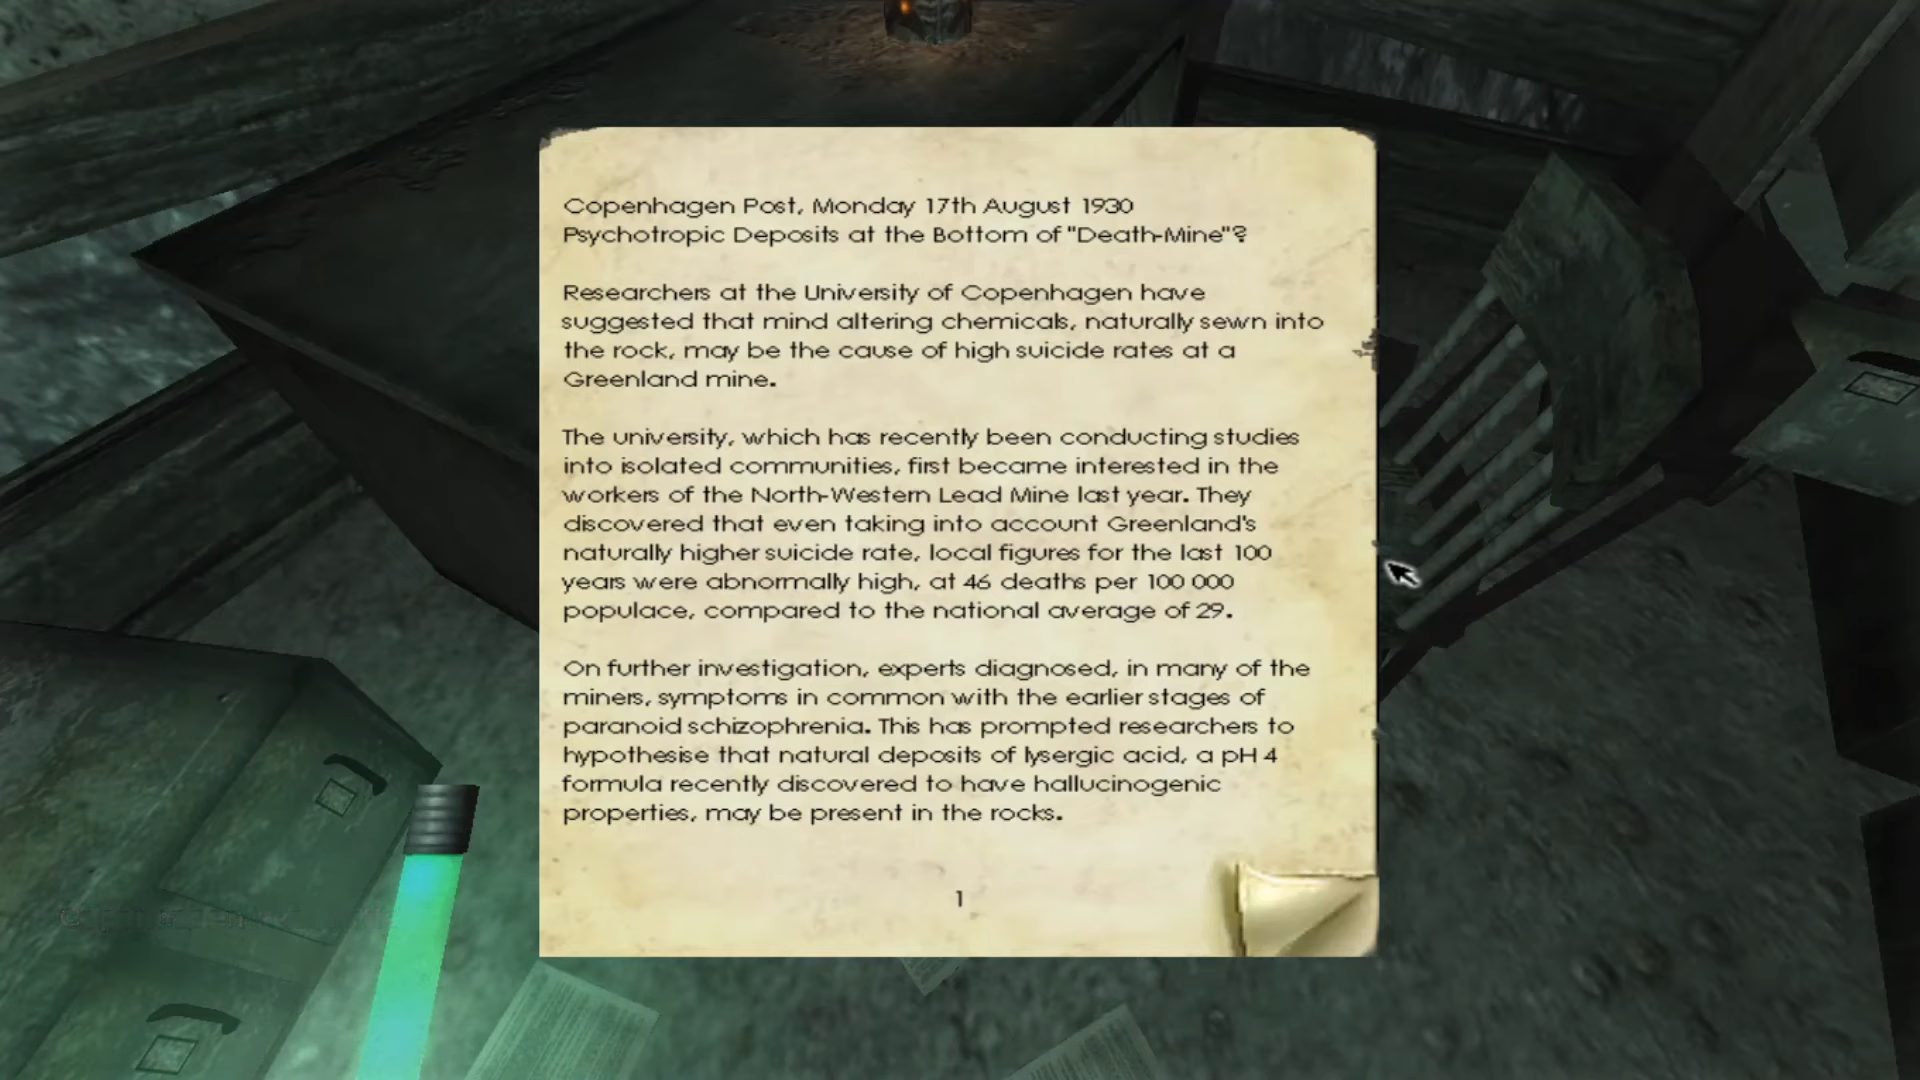 Copenhagen Post, Monday 17th August 1930
Psychotropic Deposits at the Bottom of "Death-Mine"?
Researchers at the University of Copenhagen have
suggested that mind altering chemicals, naturally sewn into
the rock, may be the cause of high suicide rates at a
Greenland mine.
The university, which has recently been conducting studies
into isolated communities, first became interested in the
workers of the North-Western Lead Mine last year. They
discovered that even taking into account Greenland's
naturally higher suicide rate, local figures for the last 100
years were abnormally high, at 46 deaths per 100 000
populace, compared to the national average of 29.
On further investigation, experts diagnosed, in many of the
miners, symptoms in common with the earlier stages of
paranoid schizophrenia. This has prompted researchers to
hypothesise that natural deposits of lysergic acid, a pH 4
formula recently discovered to have hallucinogenic
properties, may be present in the rocks.
1